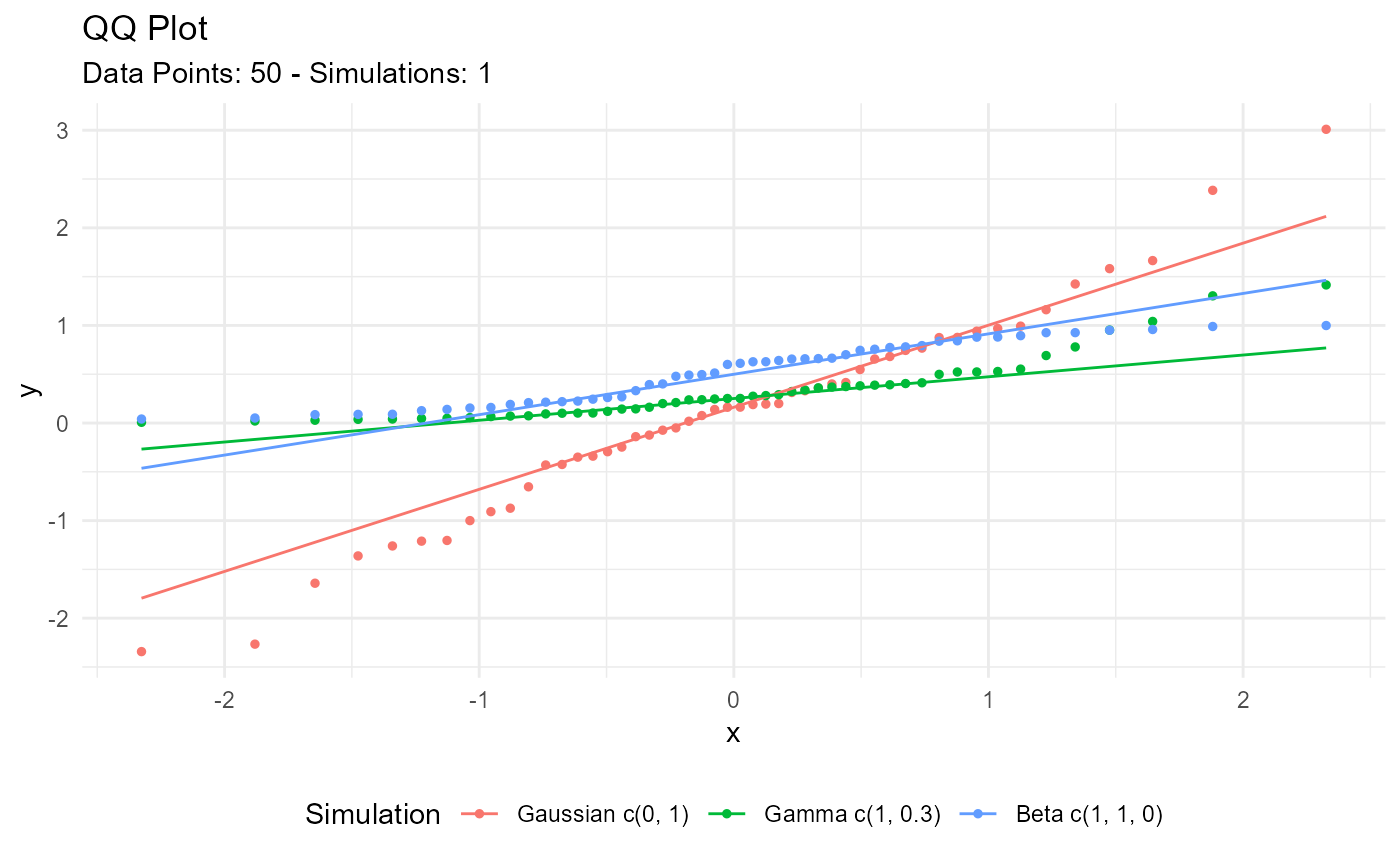 QQ Plot
Data Points: 50 - Simulations: 1
3
2
1
0
-1
-2
y
-2 -1 0 1 2
x
Simulation Gaussian c(0, 1) Gamma c(1, 0.3) Beta c(1, 1, 0)